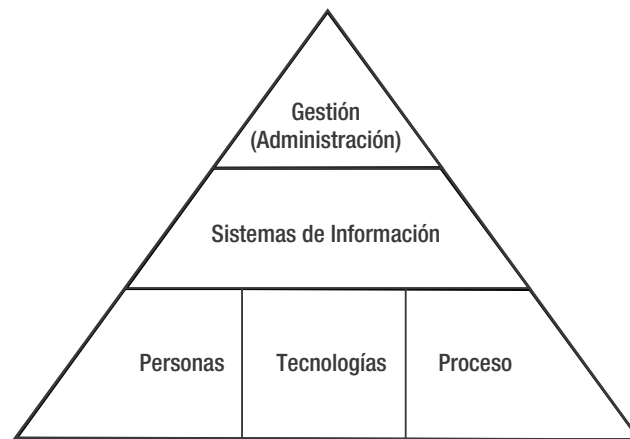 Gestión
(Administración)
Sistemas de Información
Personas
Tecnologías
Proceso